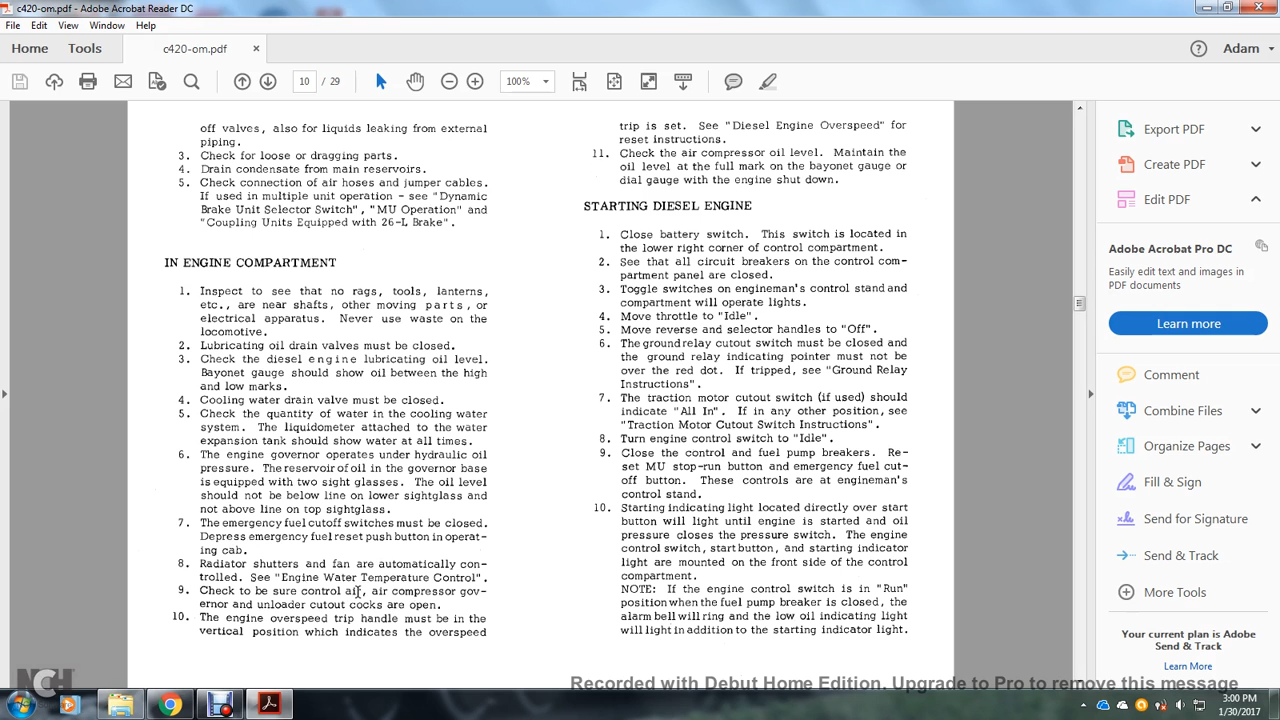 c420-om.pdf - Adobe Acrobat Reader DC
File Edit View Window Help
Home Tools c420-om.pdf × Adam
10 / 29 100%
off valves, also for liquids leaking from external
piping.
3. Check for loose or dragging parts.
4. Drain condensate from main reservoirs.
5. Check connection of air hoses and jumper cables.
If used in multiple unit operation - see "Dynamic
Brake Unit Selector Switch", "MU Operation" and
"Coupling Units Equipped with 26-L Brake".
IN ENGINE COMPARTMENT
1. Inspect to see that no rags, tools, lanterns,
etc., are near shafts, other moving parts, or
electrical apparatus. Never use waste on the
locomotive.
2. Lubricating oil drain valves must be closed.
3. Check the diesel engine lubricating oil level.
Bayonet gauge should show oil between the high
and low marks.
4. Cooling water drain valve must be closed.
5. Check the quantity of water in the cooling water
system. The liquidometer attached to the water
expansion tank should show water at all times.
6. The engine governor operates under hydraulic oil
pressure. The reservoir of oil in the governor base
is equipped with two sight glasses. The oil level
should not be below line on lower sightglass and
not above line on top sightglass.
7. The emergency fuel cutoff switches must be closed.
Depress emergency fuel reset push button in operat-
ing cab.
8. Radiator shutters and fan are automatically con-
trolled. See "Engine Water Temperature Control".
9. Check to be sure control air, air compressor gov-
ernor and unloader cutout cocks are open.
10. The engine overspeed trip handle must be in the
vertical position which indicates the overspeed
trip is set. See "Diesel Engine Overspeed" for
reset instructions.
11. Check the air compressor oil level. Maintain the
oil level at the full mark on the bayonet gauge or
dial gauge with the engine shut down.
STARTING DIESEL ENGINE
1. Close battery switch. This switch is located in
the lower right corner of control compartment.
2. See that all circuit breakers on the control com-
partment panel are closed.
3. Toggle switches on engineman's control stand and
compartment will operate lights.
4. Move throttle to "Idle".
5. Move reverse and selector handles to "Off".
6. The ground relay cutout switch must be closed and
the ground relay indicating pointer must not be
over the red dot. If tripped, see "Ground Relay
Instructions".
7. The traction motor cutout switch (if used) should
indicate "All In". If in any other position, see
"Traction Motor Cutout Switch Instructions".
8. Turn engine control switch to "Idle".
9. Close the control and fuel pump breakers. Re-
set MU stop-run button and emergency fuel cut-
off button. These controls are at engineman's
control stand.
10. Starting indicating light located directly over start
button will light until engine is started and oil
pressure closes the pressure switch. The engine
control switch, start button, and starting indicator
light are mounted on the front side of the control
compartment.
NOTE: If the engine control switch is in "Run"
position when the fuel pump breaker is closed, the
alarm bell will ring and the low oil indicating light
will light in addition to the starting indicator light.
Export PDF
Create PDF
Edit PDF
Adobe Acrobat Pro DC
Easily edit text and images in
PDF documents
Learn more
Comment
Combine Files
Organize Pages
Fill & Sign
Send for Signature
Send & Track
More Tools
Your current plan is Adobe
Send & Track
Learn More
NCH
Recorded with Debut Home Edition. Upgrade to Pro to remove this message
3:00 PM
1/30/2017